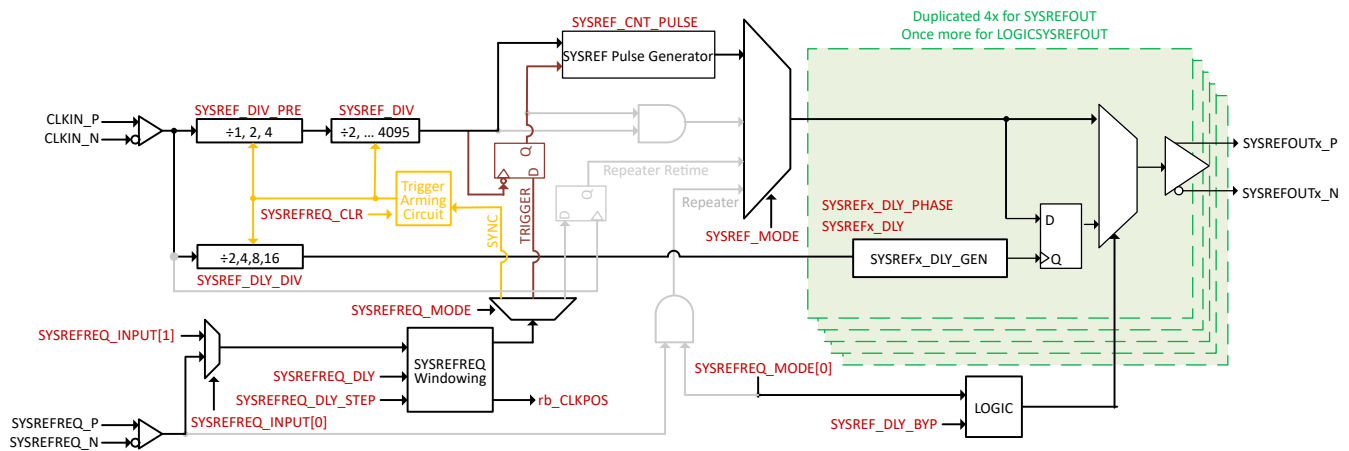 Duplicated 4x for SYSREFOUT
Once more for LOGICSYSREFOUT
SYSREF_CNT_PULSE
SYSREF Pulse Generator
SYSREF_DIV_PRE
SYSREF_DIV
CLKIN_P
CLKIN_N
÷1, 2, 4
÷2, ... 4095
Q
D
SYSREFOUTx_P
SYSREFOUTx_N
Repeater Retime
Repeater
Trigger
Arming
Circuit
SYSREFREQ_CLR
SYNC
TRIGGER
Q
D
SYSREF_MODE
SYSREFx_DLY_PHASE
SYSREFx_DLY
D
Q
SYSREFx_DLY_GEN
÷2,4,8,16
SYSREF_DLY_DIV
SYSREFREQ_MODE
SYSREFREQ_INPUT[1]
SYSREFREQ
Windowing
SYSREFREQ_DLY
SYSREFREQ_DLY_STEP
rb_CLKPOS
SYSREFREQ_MODE[0]
LOGIC
SYSREF_DLY_BYP
SYSREFREQ_INPUT[0]
SYSREFREQ_P
SYSREFREQ_N